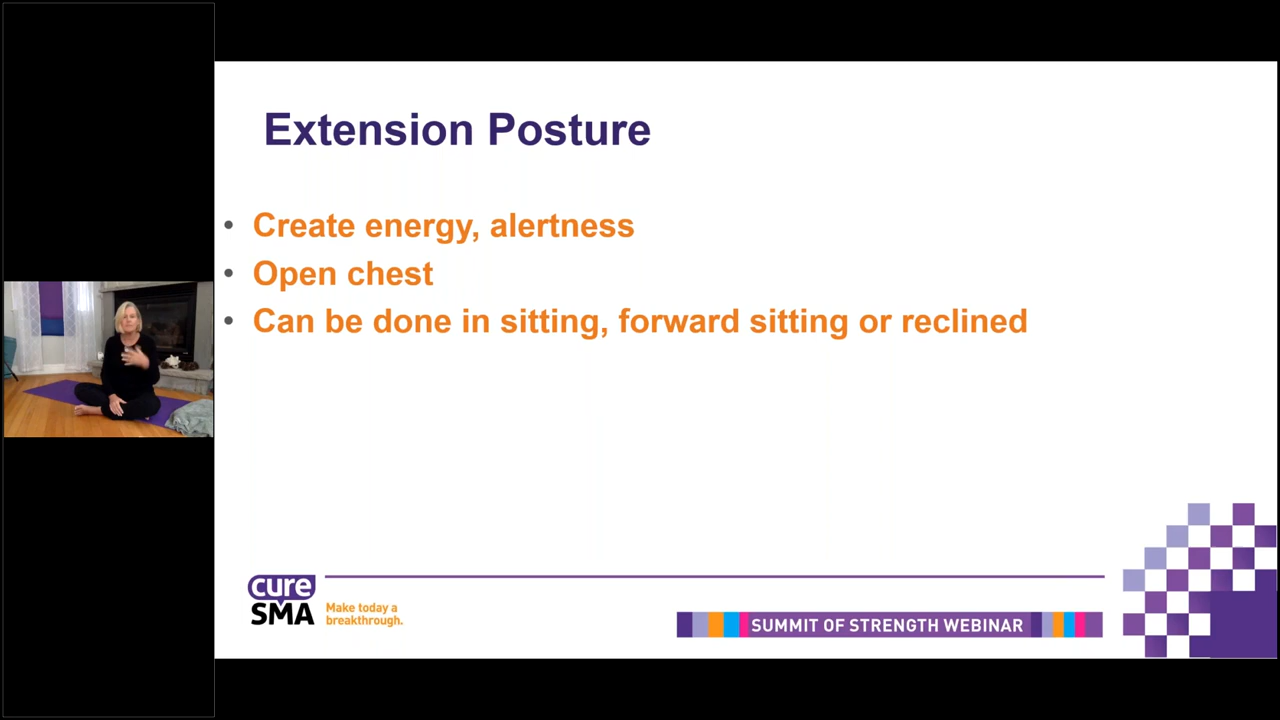 Extension Posture
• Create energy, alertness
• Open chest
• Can be done in sitting, forward sitting or reclined
cure
SMA
Make today a
breakthrough.
SUMMIT OF STRENGTH WEBINAR